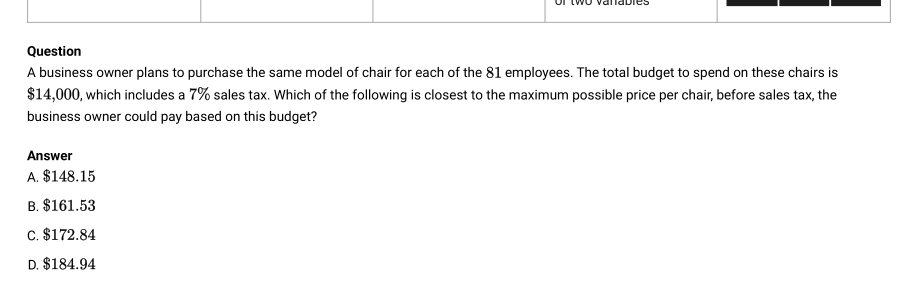 of two variables
Question
A business owner plans to purchase the same model of chair for each of the 81 employees. The total budget to spend on these chairs is
$14,000, which includes a 7% sales tax. Which of the following is closest to the maximum possible price per chair, before sales tax, the
business owner could pay based on this budget?
Answer
A. $148.15
B. $161.53
C. $172.84
D. $184.94